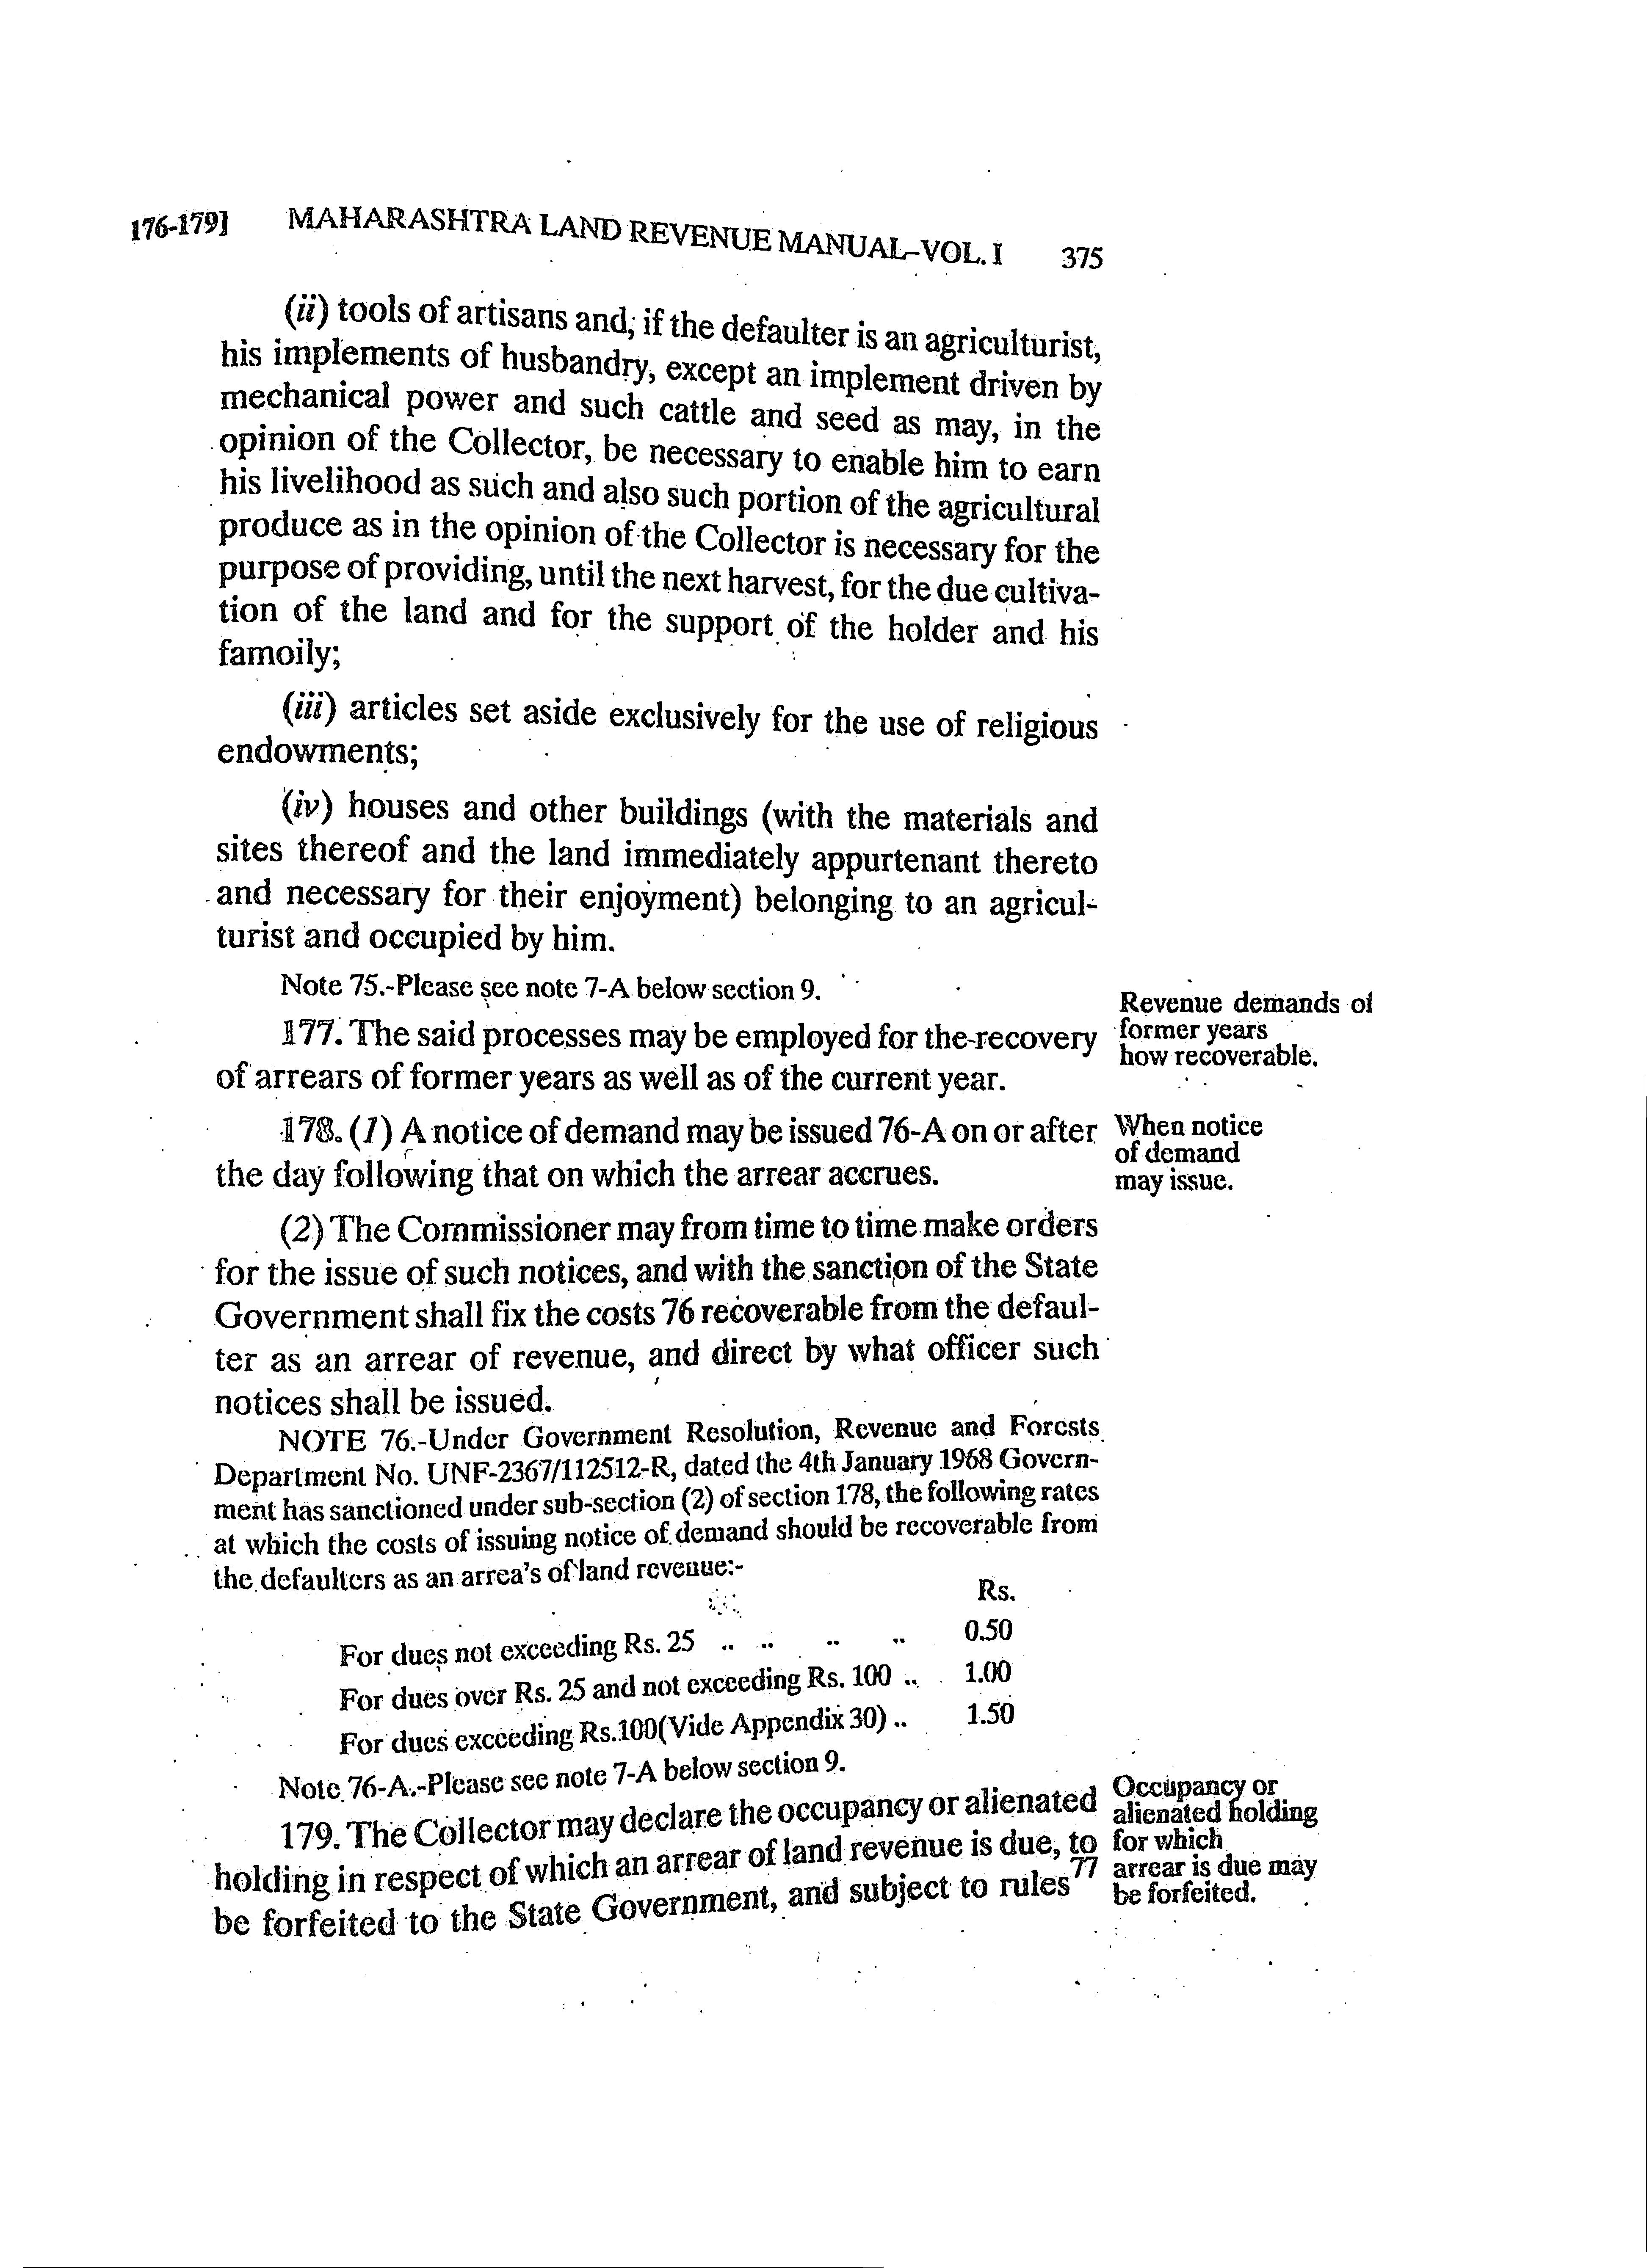 176-179] MAHARASHTRA LAND REVENUE MANUAL–VOL. I 375
(ii) tools of artisans and, if the defaulter is an agriculturist,
his implements of husbandry, except an implement driven by
mechanical power and such cattle and seed as may, in the
opinion of the Collector, be necessary to enable him to earn
his livelihood as such and also such portion of the agricultural
produce as in the opinion of the Collector is necessary for the
purpose of providing, until the next harvest, for the due cultiva-
tion of the land and for the support of the holder and his
famoily;
(iii) articles set aside exclusively for the use of religious
endowments;
(iv) houses and other buildings (with the materials and
sites thereof and the land immediately appurtenant thereto
and necessary for their enjoyment) belonging to an agricul-
turist and occupied by him.
Note 75.-Please see note 7-A below section 9.
177. The said processes may be employed for the recovery
of arrears of former years as well as of the current year.
Revenue demands of
former years
how recoverable.
178. (1) A notice of demand may be issued 76-A on or after
the day following that on which the arrear accrues.
When notice
of demand
may issue.
(2) The Commissioner may from time to time make orders
for the issue of such notices, and with the sanction of the State
Government shall fix the costs 76 recoverable from the defaul-
ter as an arrear of revenue, and direct by what officer such
notices shall be issued.
NOTE 76.-Under Government Resolution, Revenue and Forests
Department No. UNF-2367/112512-R, dated the 4th January 1968 Govern-
ment has sanctioned under sub-section (2) of section 178, the following rates
at which the costs of issuing notice of demand should be recoverable from
the defaulters as an arrea's of land revenue:-
Rs.
For dues not exceeding Rs. 25 .. .. .. .. 0.50
For dues over Rs. 25 and not exceeding Rs. 100 .. 1.00
For dues exceeding Rs.100(Vide Appendix 30) .. 1.50
Note 76-A.-Please see note 7-A below section 9.
179. The Collector may declare the occupancy or alienated
holding in respect of which an arrear of land revenue is due, to
be forfeited to the State Government, and subject to rules 77
Occupancy or
alienated holding
for which
arrear is due may
be forfeited.